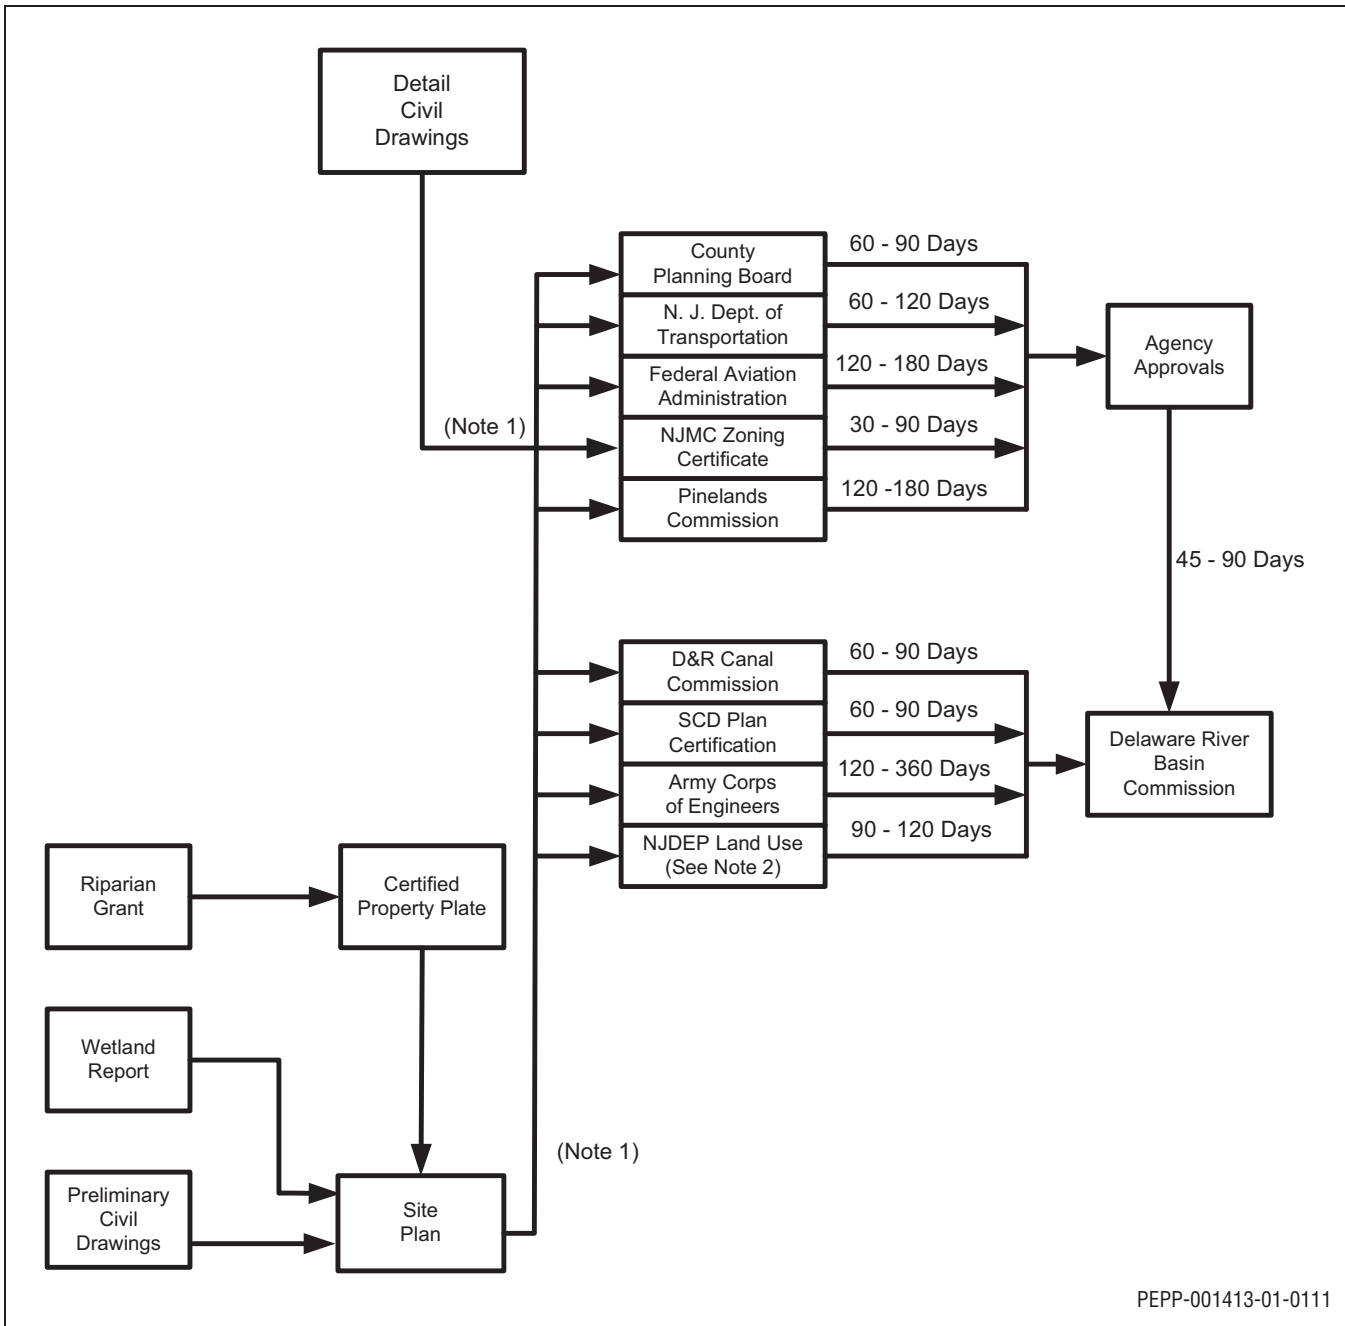 Detail
Civil
Drawings
County
Planning Board
60 - 90 Days
N. J. Dept. of
Transportation
60 - 120 Days
Federal Aviation
Administration
120 - 180 Days
(Note 1)
NJMC Zoning
Certificate
30 - 90 Days
Pinelands
Commission
120 -180 Days
Agency
Approvals
45 - 90 Days
D&R Canal
Commission
60 - 90 Days
SCD Plan
Certification
60 - 90 Days
Army Corps
of Engineers
120 - 360 Days
NJDEP Land Use
(See Note 2)
90 - 120 Days
Delaware River
Basin
Commission
Riparian
Grant
Certified
Property Plate
Wetland
Report
Preliminary
Civil
Drawings
Site
Plan
(Note 1)
PEPP-001413-01-0111